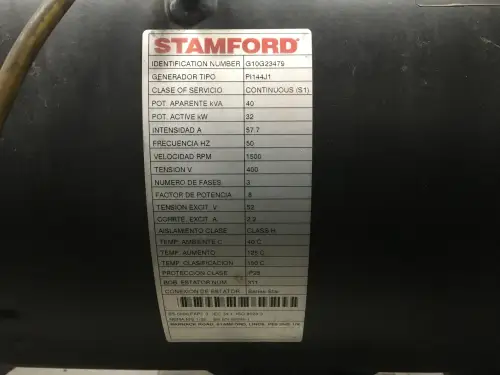 STAMFORD
IDENTIFICATION NUMBER G10G23479
GENERADOR TIPO PI144J1
CLASE OF SERVICIO CONTINUOUS (S1)
POT. APARENTE kVA 40
POT. ACTIVE kW 32
INTENSIDAD A 57.7
FRECUENCIA HZ 50
VELOCIDAD RPM 1500
TENSION V 400
NUMERO DE FASES 3
FACTOR DE POTENCIA .8
TENSION EXCIT. V
CORRTE. EXCIT. A
AISLAMIENTO CLASE CLASS H
TEMP. AMBIENTE C 40 C
TEMP. AUMENTO
TEMP. CLASIFICACION
PROTECCION CLASE
BOB. ESTATOR NUM. 311
CONEXION DE ESTATOR Series Star